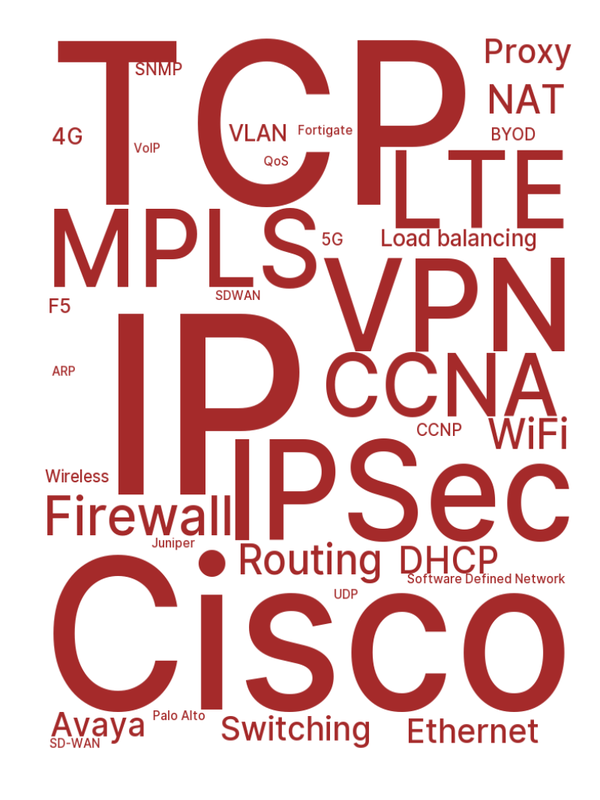 TCP
Proxy
SNMP
NAT
4G
VLAN
Fortigate
BYOD
VoIP
QoS
LTE
MPLS
5G
Load balancing
SDWAN
VPN
F5
IP
ARP
CCNA
CCNP
WiFi
Wireless
IPSec
Firewall
Juniper
Routing
DHCP
Software Defined Network
Cisco
UDP
Avaya
Palo Alto
Switching
Ethernet
SD-WAN